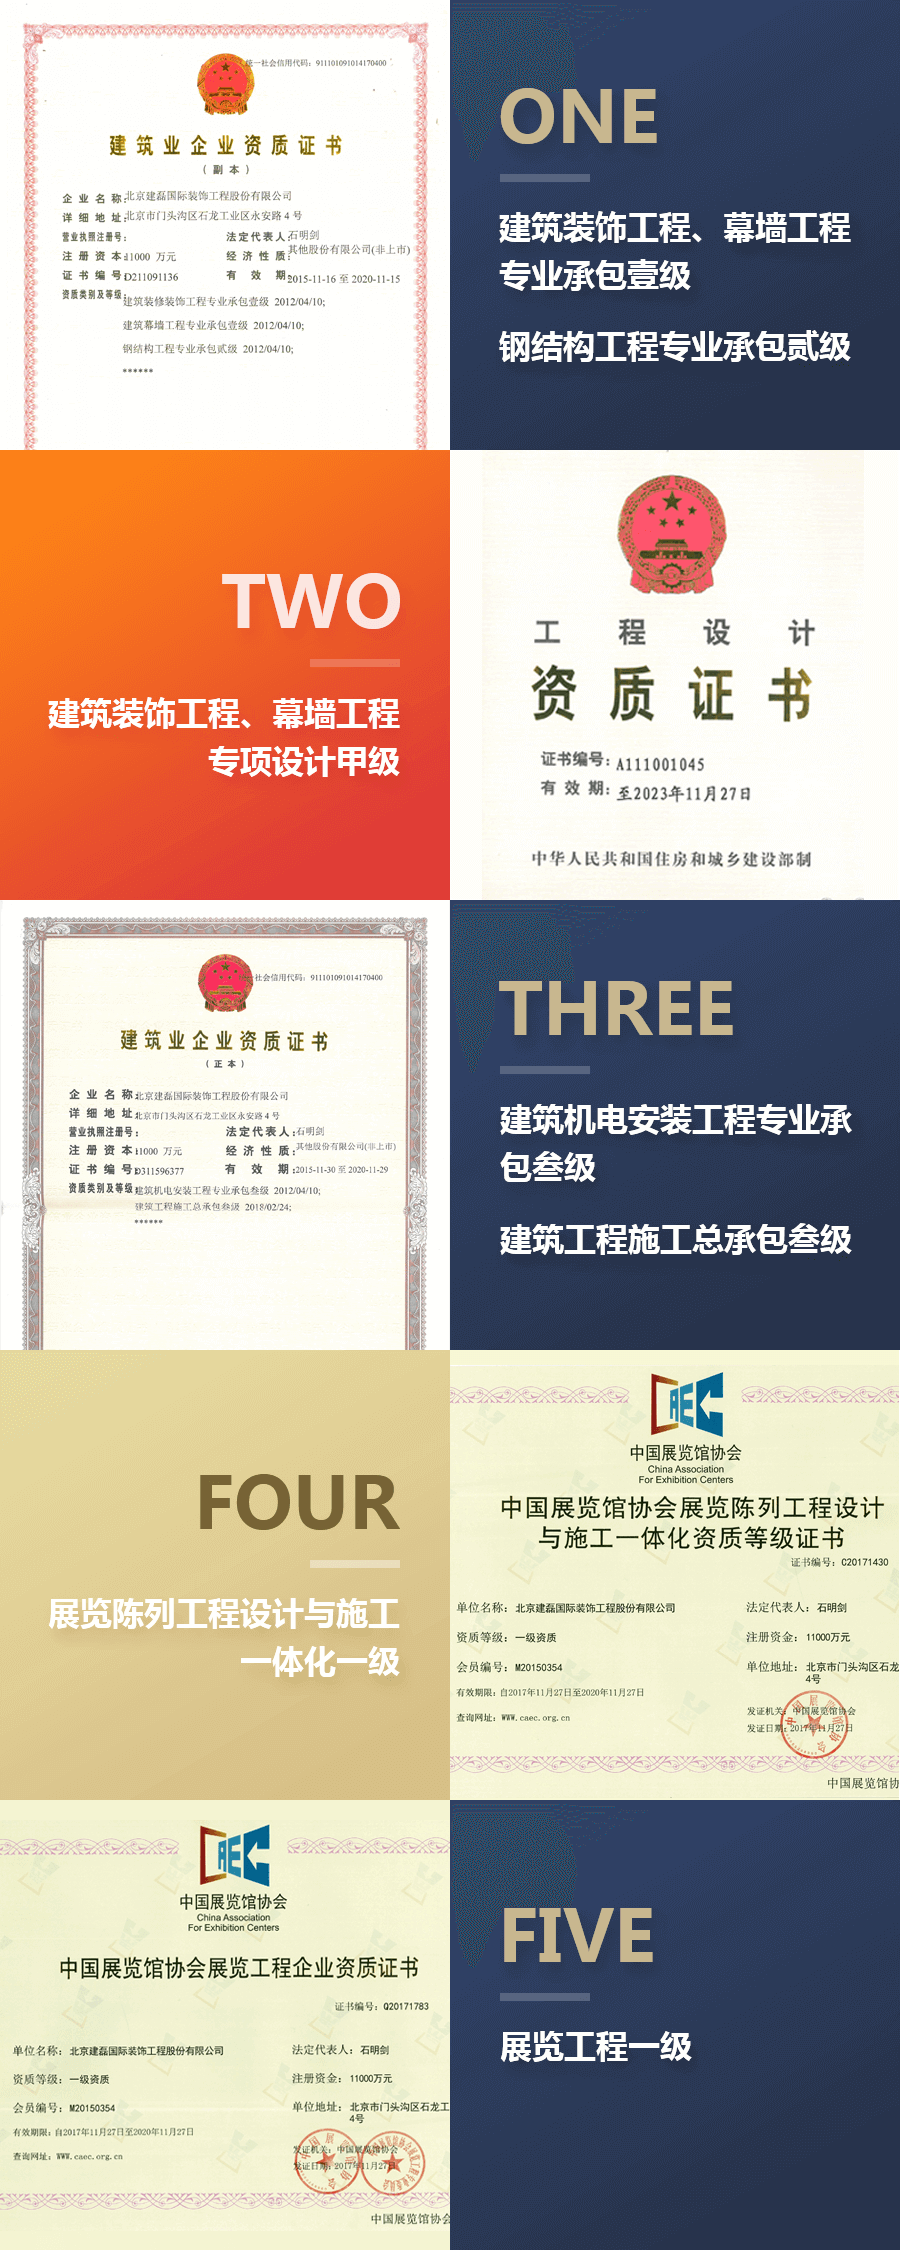 统一社会信用代码：911101091014170400
建筑业企业资质证书
（副本）
企业名称：北京建磊国际装饰工程股份有限公司
详细地址：北京市门头沟区石龙工业区永安路 4 号
营业执照注册号：
法定代表人：石明剑
注册资本：11000 万元
经济性质：其他股份有限公司(非上市)
证书编号：D211091136
有效期：2015-11-16 至 2020-11-15
资质类别及等级：
建筑装修装饰工程专业承包壹级 2012/04/10;
建筑幕墙工程专业承包壹级 2012/04/10;
钢结构工程专业承包贰级 2012/04/10;
******
ONE
建筑装饰工程、幕墙工程
专业承包壹级
钢结构工程专业承包贰级
TWO
建筑装饰工程、幕墙工程
专项设计甲级
工程设计
资质证书
证书编号：A111001045
有效期：至2023年11月27日
中华人民共和国住房和城乡建设部制
社会信用代码：911101091014170400
建筑业企业资质证书
（正本）
企业名称：北京建磊国际装饰工程股份有限公司
详细地址：北京市门头沟区石龙工业区永安路 4 号
营业执照注册号：
法定代表人：石明剑
注册资本：11000 万元
经济性质：其他股份有限公司(非上市)
证书编号：D311596377
有效期：2015-11-30 至 2020-11-29
资质类别及等级：建筑机电安装工程专业承包叁级 2012/04/10;
建筑工程施工总承包叁级 2018/02/24;
******
THREE
建筑机电安装工程专业承
包叁级
建筑工程施工总承包叁级
FOUR
展览陈列工程设计与施工
一体化一级
CAEC
中国展览馆协会
China Association
For Exhibition Centers
中国展览馆协会展览陈列工程设计
与施工一体化资质等级证书
证书编号：C20171430
单位名称：北京建磊国际装饰工程股份有限公司
法定代表人：石明剑
资质等级：一级资质
注册资金：11000万元
会员编号：M20150354
单位地址：北京市门头沟区石龙
4号
有效期限：自2017年11月27日至2020年11月27日
查询网址：WWW.caec.org.cn
发证机关：中国展览馆协会
发证日期：2017年11月27日
中国展览馆协
CAEC
中国展览馆协会
China Association
For Exhibition Centers
中国展览馆协会展览工程企业资质证书
证书编号：Q20171783
单位名称：北京建磊国际装饰工程股份有限公司
法定代表人：石明剑
资质等级：一级资质
注册资金：11000万元
会员编号：M20150354
单位地址：北京市门头沟区石龙工
4号
有效期限：自2017年11月27日至2020年11月27日
查询网址：WWW.caec.org.cn
发证机关：中国展览馆协会
发证日期：2017年11月27日
中国展览馆协会
FIVE
展览工程一级